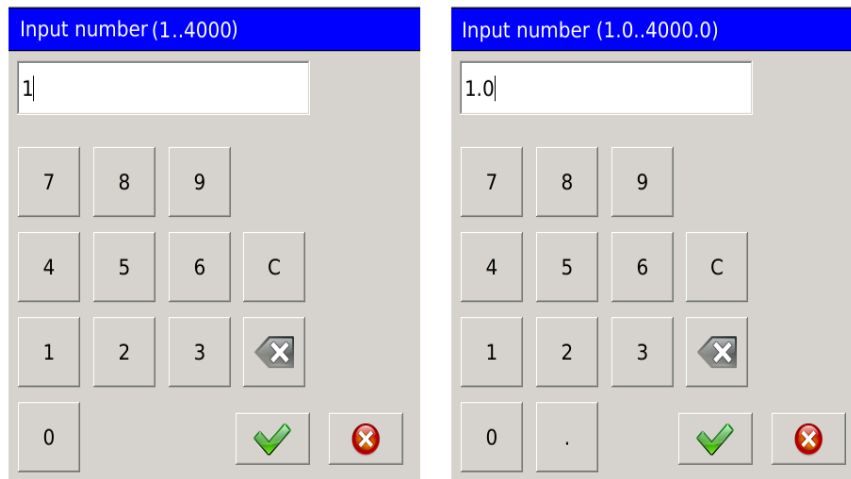 Input number (1..4000)
1
7 8 9
4 5 6 C
1 2 3
0
Input number (1.0..4000.0)
1.0
7 8 9
4 5 6 C
1 2 3
0 .